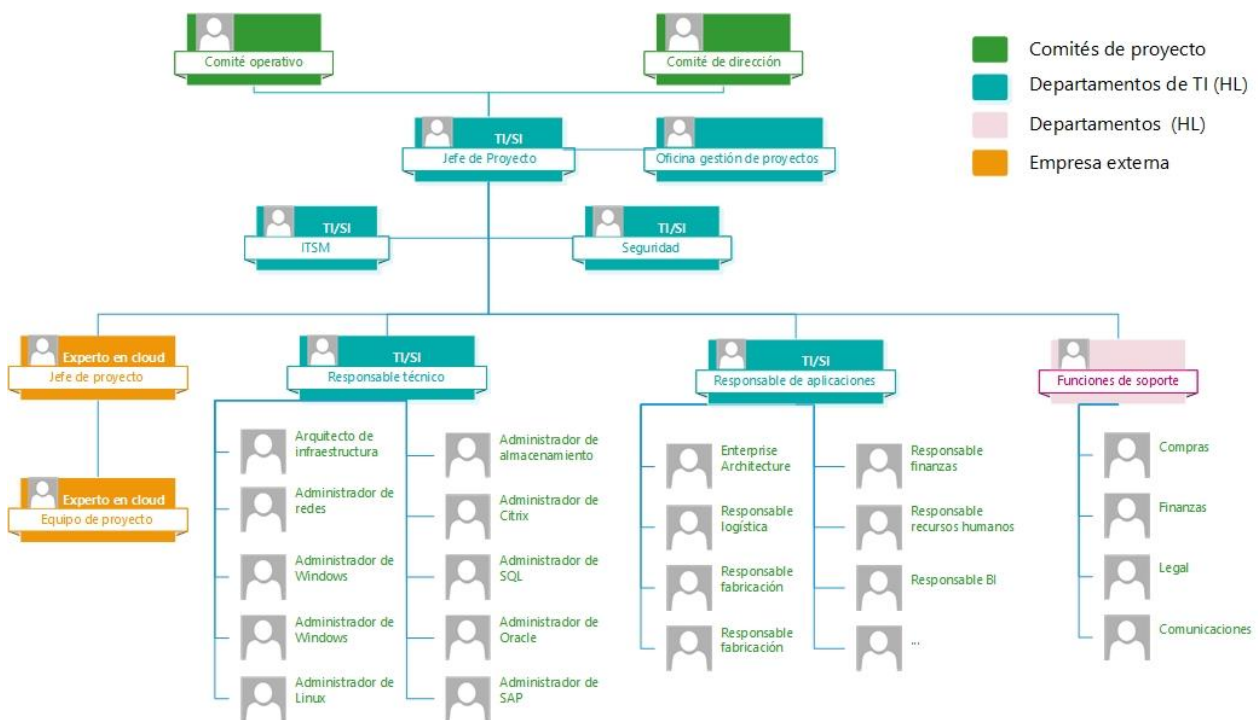 Comité operativo
Comité de dirección
Comités de proyecto
Departamentos de TI (HL)
Departamentos (HL)
Empresa externa
TI/SI
Jefe de Proyecto
Oficina gestión de proyectos
TI/SI
ITSM
TI/SI
Seguridad
Experto en cloud
Jefe de proyecto
TI/SI
Responsable técnico
TI/SI
Responsable de aplicaciones
Funciones de soporte
Experto en cloud
Equipo de proyecto
Arquitecto de
infraestructura
Administrador de
redes
Administrador de
Windows
Administrador de
Windows
Administrador de
Linux
Administrador de
almacenamiento
Administrador de
Citrix
Administrador de
SQL
Administrador de
Oracle
Administrador de
SAP
Enterprise
Architecture
Responsable
logística
Responsable
fabricación
Responsable
fabricación
Responsable
finanzas
Responsable
recursos humanos
Responsable BI
...
Compras
Finanzas
Legal
Comunicaciones